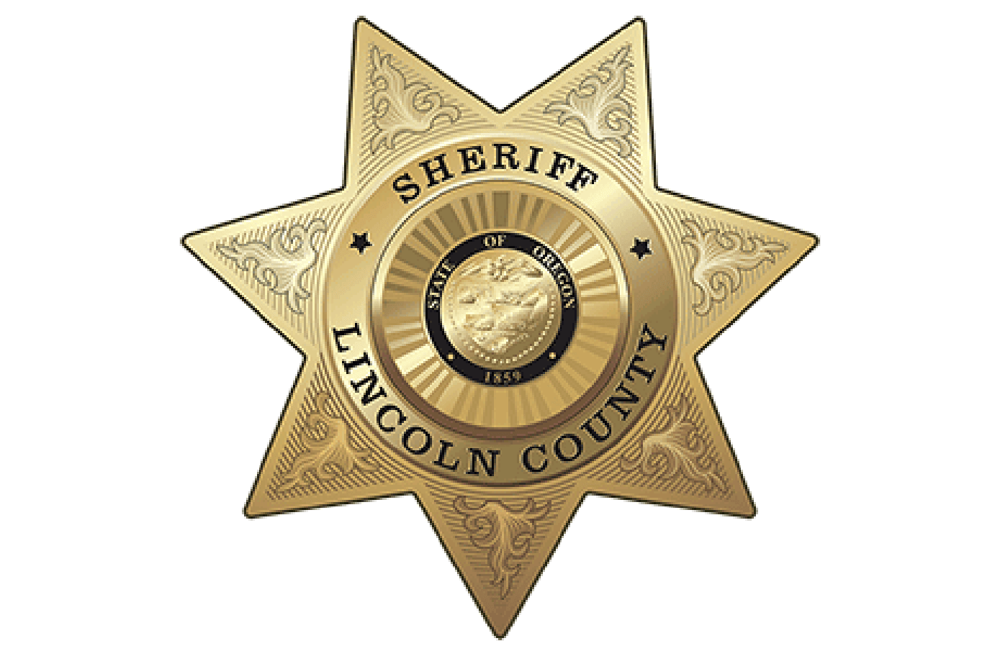 SHERIFF
STATE OF OREGON
1859
LINCOLN COUNTY